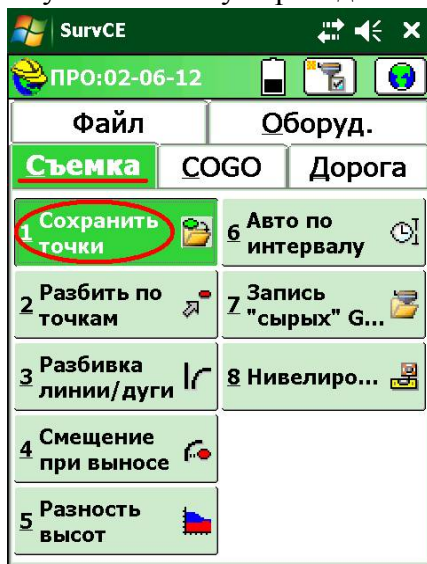 SurvCE
ПРО:02-06-12
Файл Оборуд.
Съемка COGO Дорога
1 Сохранить точки
6 Авто по интервалу
2 Разбить по точкам
7 Запись "сырых" G...
3 Разбивка линии/дуги
8 Нивелиро...
4 Смещение при выносе
5 Разность высот